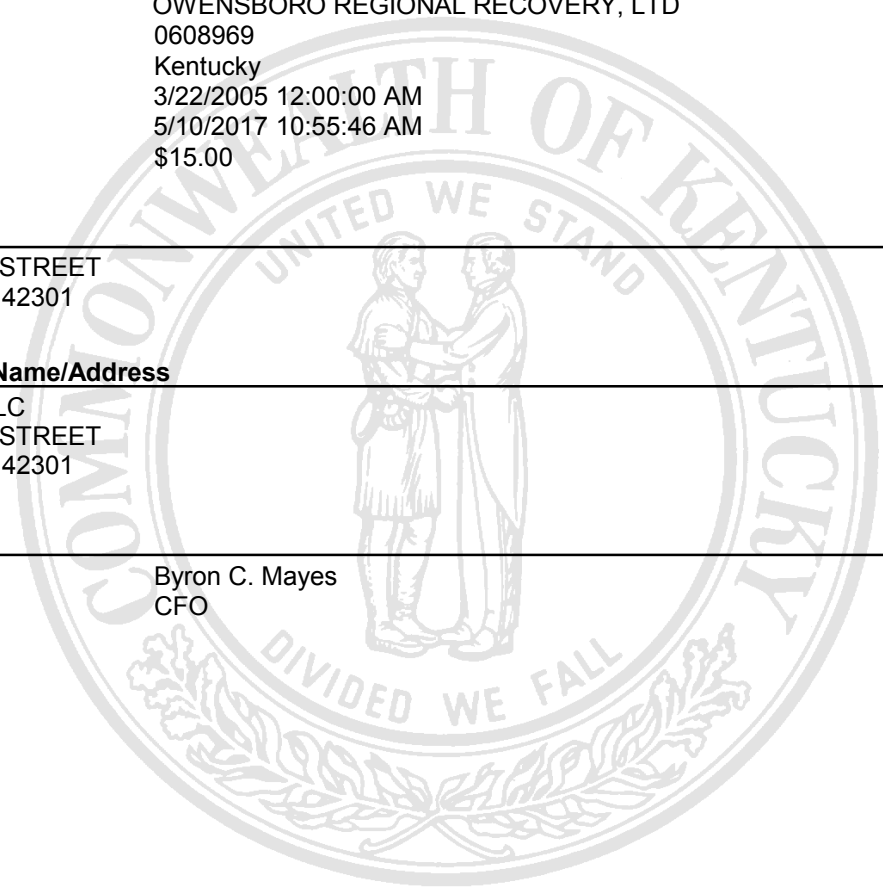 OWENSBORO REGIONAL RECOVERY, LTD
0608969
Kentucky
3/22/2005 12:00:00 AM
5/10/2017 10:55:46 AM
$15.00
STREET
42301
Name/Address
LC
STREET
42301
Byron C. Mayes
CFO
COMMONWEALTH OF KENTUCKY
UNITED WE STAND
DIVIDED WE FALL